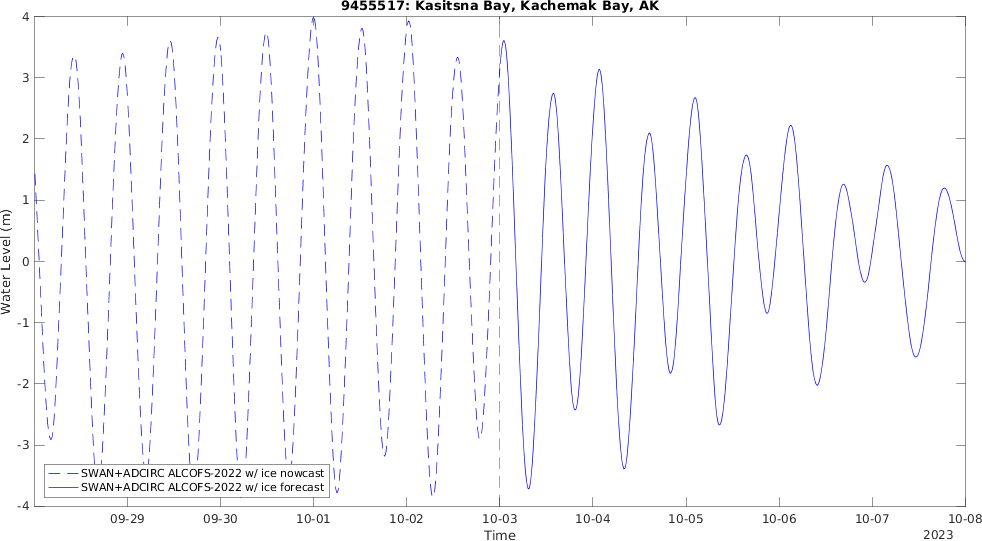 9455517: Kasitsna Bay, Kachemak Bay, AK
4
3
2
1
0
-1
-2
-3
-4
Water Level (m)
SWAN+ADCIRC ALCOFS-2022 w/ ice nowcast
SWAN+ADCIRC ALCOFS-2022 w/ ice forecast
09-29 09-30 10-01 10-02 10-03 10-04 10-05 10-06 10-07 10-08
Time
2023